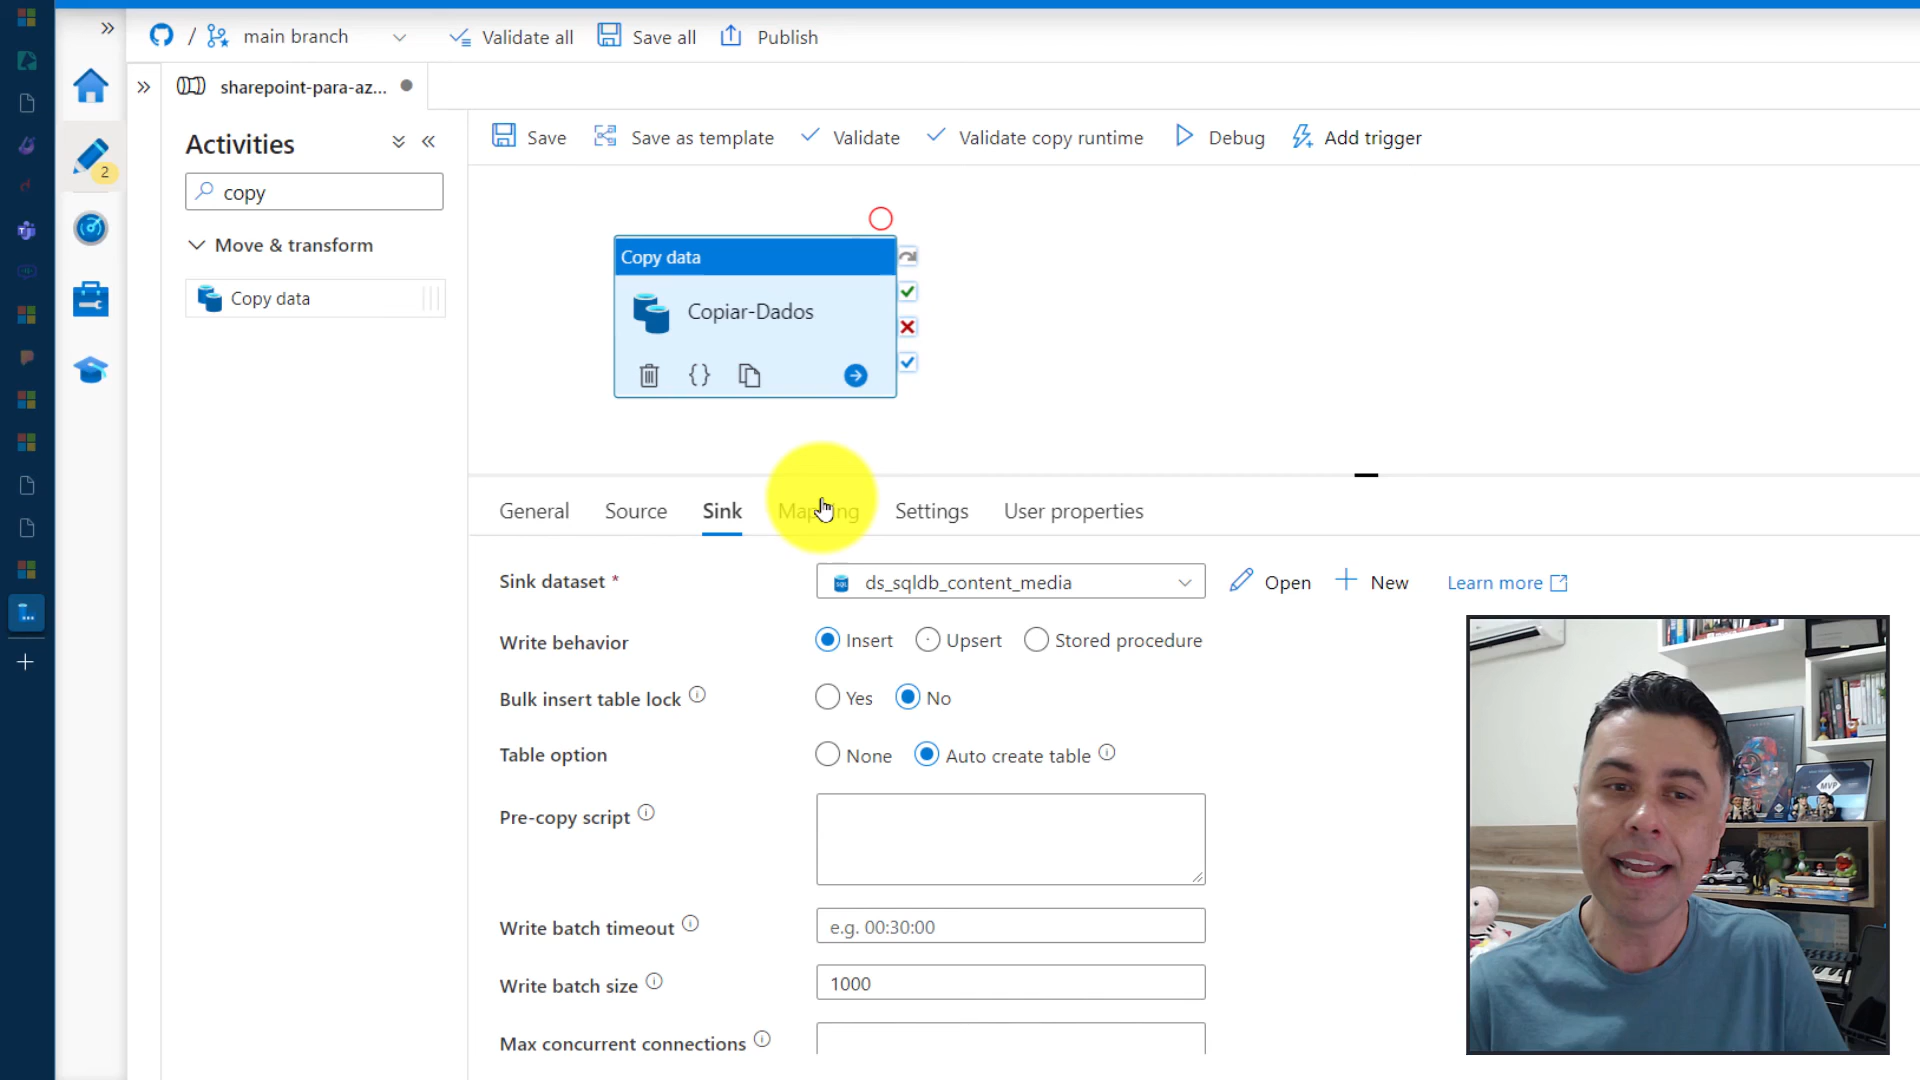 main branch
Validate all
Save all
Publish
sharepoint-para-az...
Activities
copy
Move & transform
Copy data
2
Save
Save as template
Validate
Validate copy runtime
Debug
Add trigger
Copy data
Copiar-Dados
General
Source
Sink
Mapping
Settings
User properties
Sink dataset *
ds_sqldb_content_media
Open
New
Learn more
Write behavior
Insert
Upsert
Stored procedure
Bulk insert table lock
Yes
No
Table option
None
Auto create table
Pre-copy script
Write batch timeout
e.g. 00:30:00
Write batch size
1000
Max concurrent connections
MVP